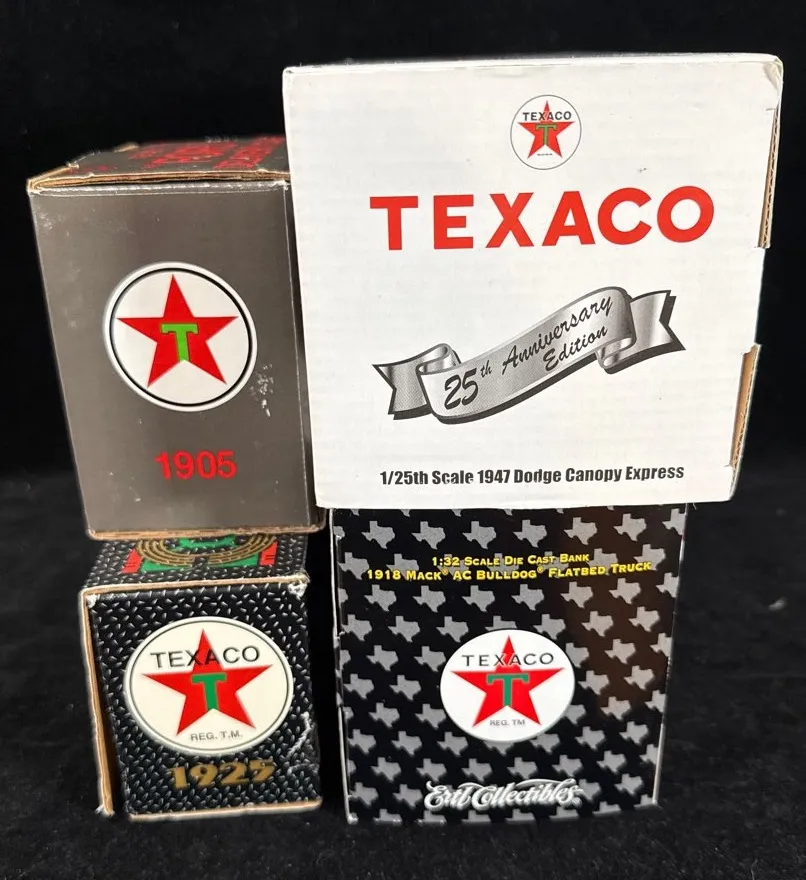 TEXACO
T
TEXACO
25th Anniversary
Edition
1/25th Scale 1947 Dodge Canopy Express
T
1905
1:32 Scale Die Cast Bank
1918 Mack® AC Bulldog® Flatbed Truck
TEXACO
T
REG. TM
Ertl Collectibles
TEXACO
T
REG. T.M.
1925